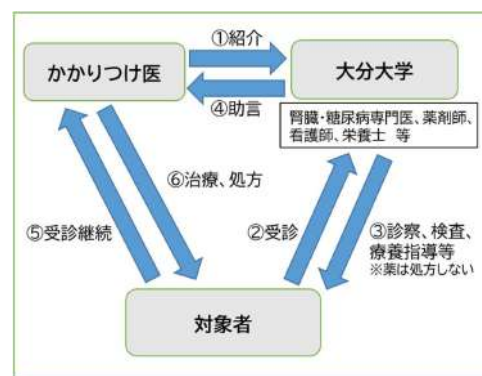 ①紹介
かかりつけ医
大分大学
④助言
腎臓・糖尿病専門医、薬剤師、
看護師、栄養士 等
⑥治療、処方
⑤受診継続
②受診
③診察、検査、
療養指導等
※薬は処方しない
対象者